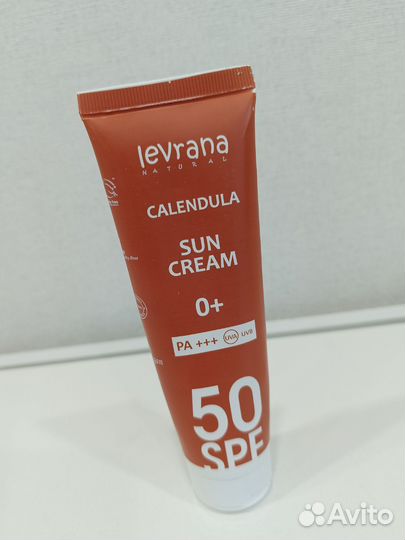 levrana
NATURAL
CALENDULA
SUN
CREAM
0+
PA +++ UVA UVB
50
SPF
Avito